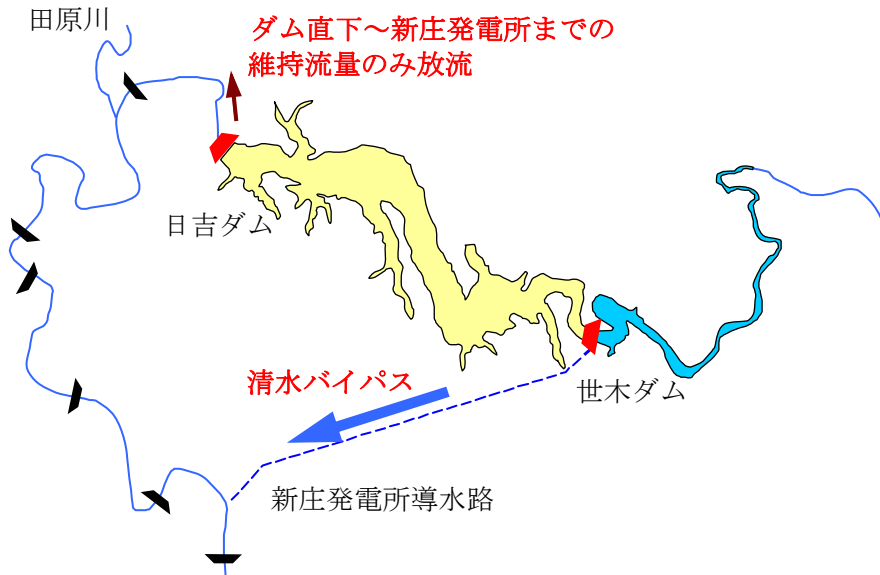 田原川
ダム直下～新庄発電所までの
維持流量のみ放流
日吉ダム
世木ダム
清水バイパス
新庄発電所導水路